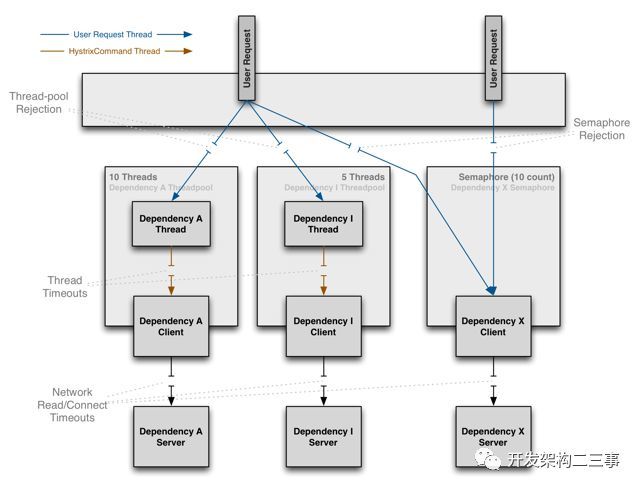 User Request Thread
HystrixCommand Thread
User Request
User Request
Thread-pool
Rejection
Semaphore
Rejection
10 Threads
Dependency A Threadpool
5 Threads
Dependency I Threadpool
Semaphore (10 count)
Dependency X Semaphore
Dependency A
Thread
Dependency I
Thread
Thread
Timeouts
Dependency A
Client
Dependency I
Client
Dependency X
Client
Network
Read/Connect
Timeouts
Dependency A
Server
Dependency I
Server
Dependency X
Server
开发架构二三事